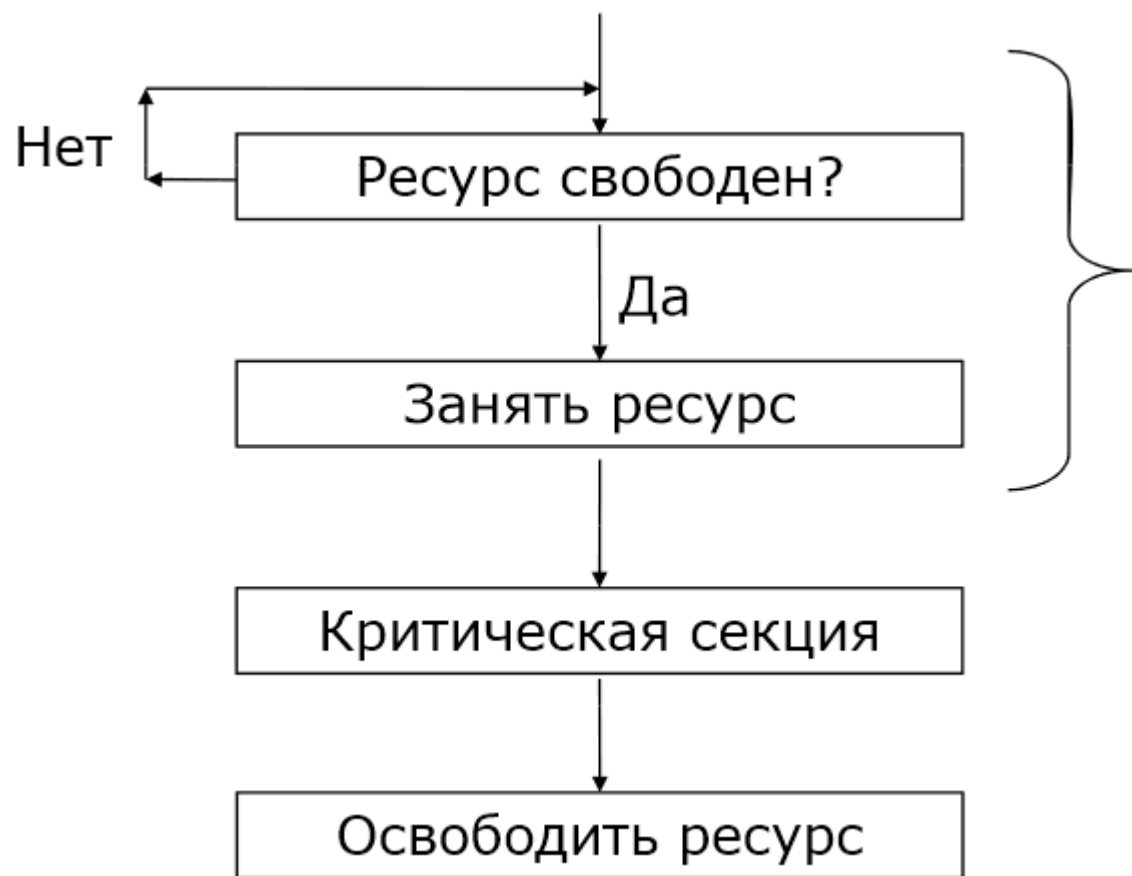 Нет
Ресурс свободен?
Да
Занять ресурс
Критическая секция
Освободить ресурс